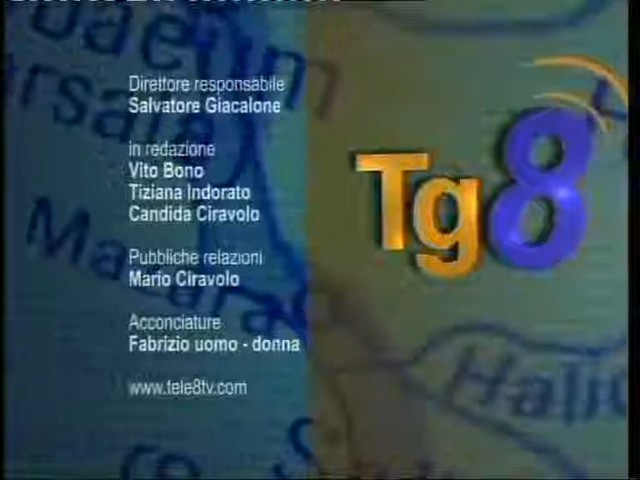 Direttore responsabile
Salvatore Giacalone
in redazione
Vito Bono
Tiziana Indorato
Candida Ciravolo
Pubbliche relazioni
Mario Ciravolo
Acconciature
Fabrizio uomo - donna
www.tele8tv.com
Tg8